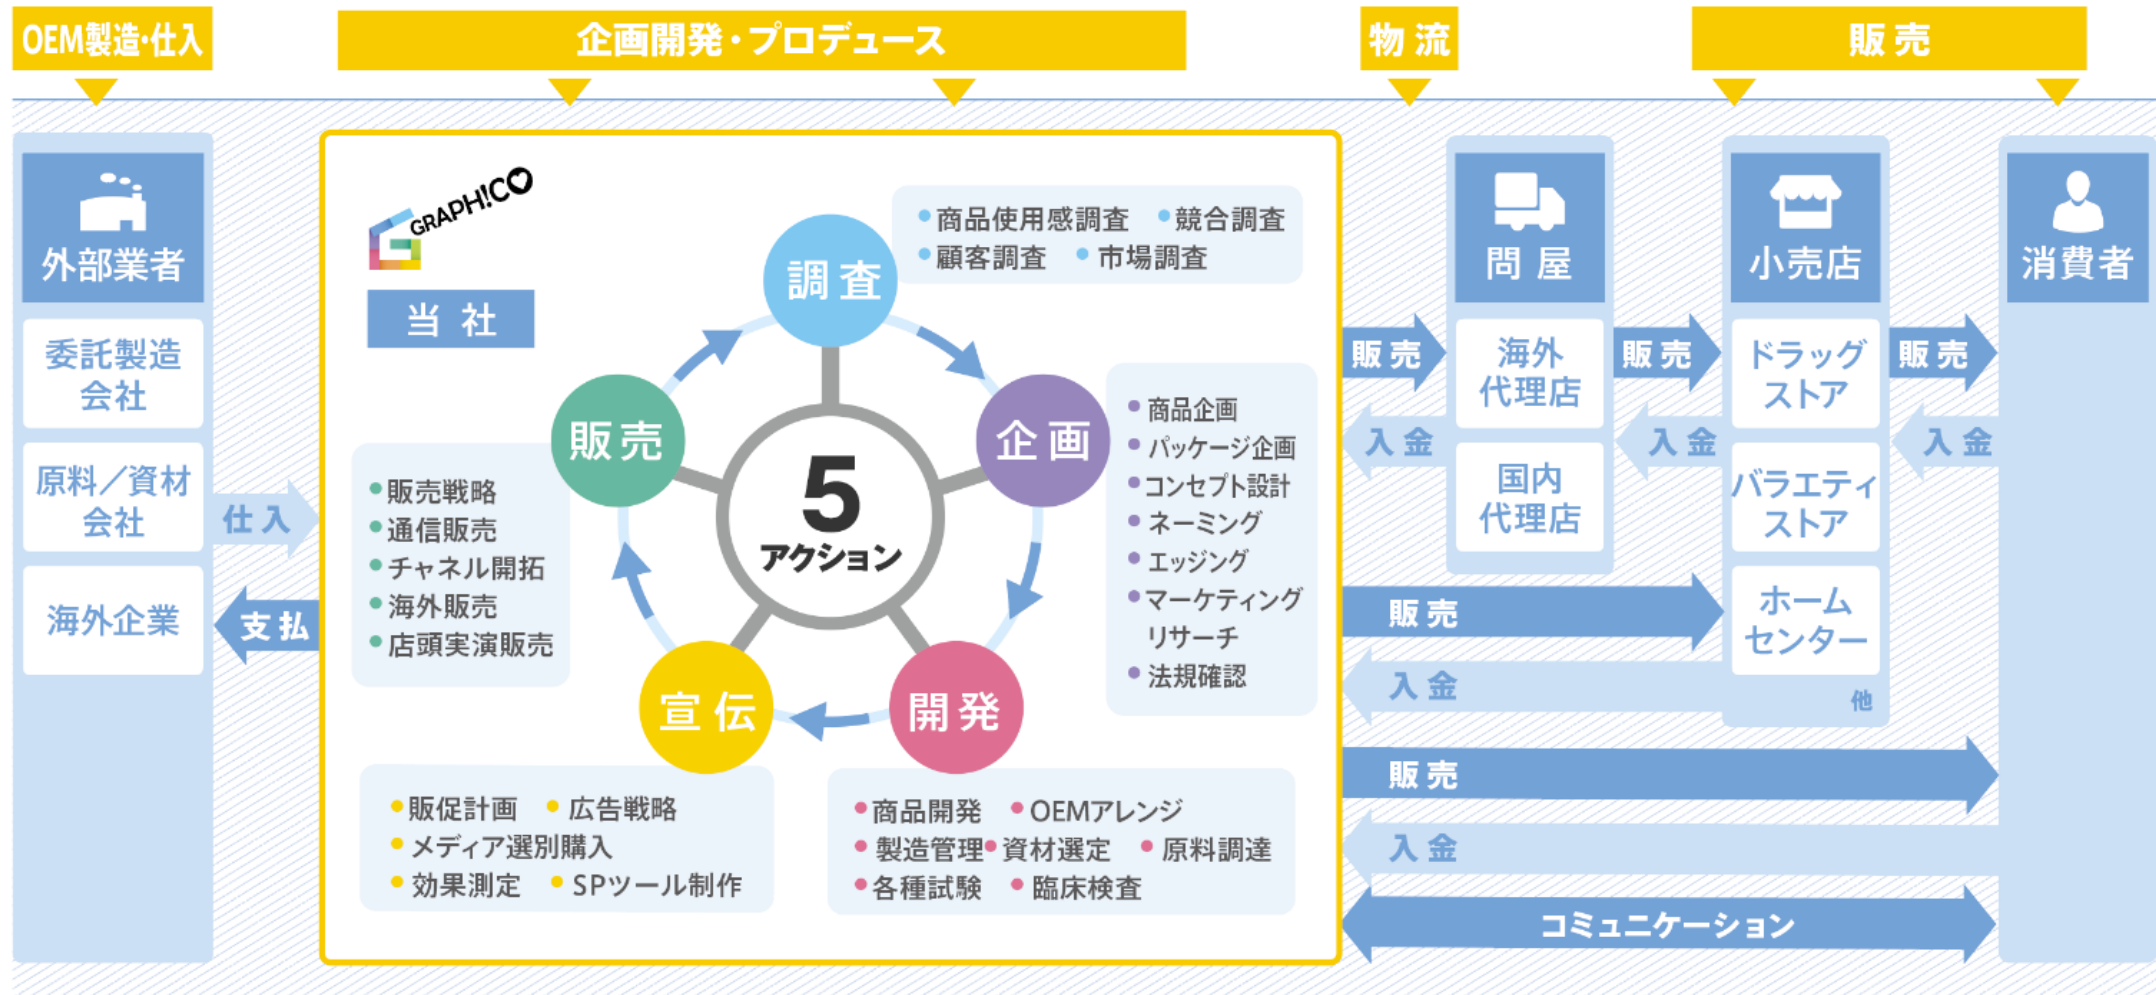 OEM製造・仕入
企画開発・プロデュース
物流
販売
外部業者
委託製造
会社
原料／資材
会社
海外企業
仕入
支払
GRAPH!CO
当社
5
アクション
調査
商品使用感調査
競合調査
顧客調査
市場調査
企画
商品企画
パッケージ企画
コンセプト設計
ネーミング
エッジング
マーケティング
リサーチ
法規確認
開発
商品開発
OEMアレンジ
製造管理
資材選定
原料調達
各種試験
臨床検査
宣伝
販促計画
広告戦略
メディア選別購入
効果測定
SPツール制作
販売
販売戦略
通信販売
チャネル開拓
海外販売
店頭実演販売
販売
入金
問屋
海外
代理店
国内
代理店
販売
入金
小売店
ドラッグ
ストア
バラエティ
ストア
ホーム
センター
他
販売
入金
消費者
販売
入金
販売
入金
コミュニケーション